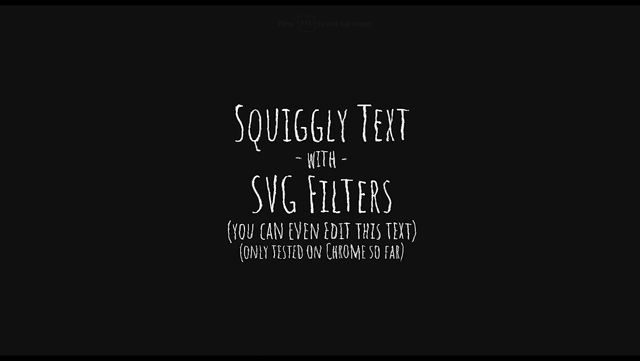 Squiggly Text
- with -
SVG Filters
(you can even edit this text)
(only tested on Chrome so far)